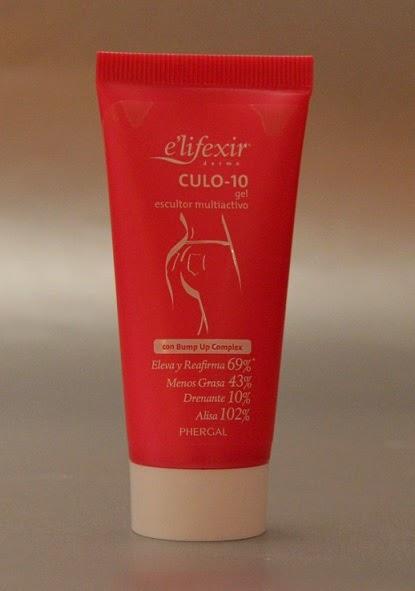 e'lifexir
dermo
CULO-10
gel
escultor multiactivo
con Bump Up Complex
Eleva y Reafirma 69%*
Menos Grasa 43%
Drenante 10%
Alisa 102%
PHERGAL